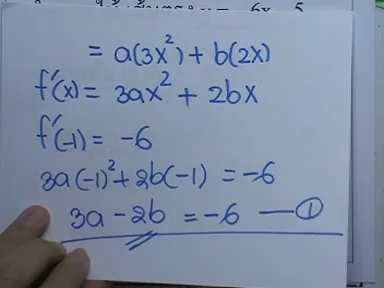 = a(3x²) + b(2x)
f'(x) = 3ax² + 2bx
f'(-1) = -6
3a(-1)² + 2b(-1) = -6
3a - 2b = -6 — ①